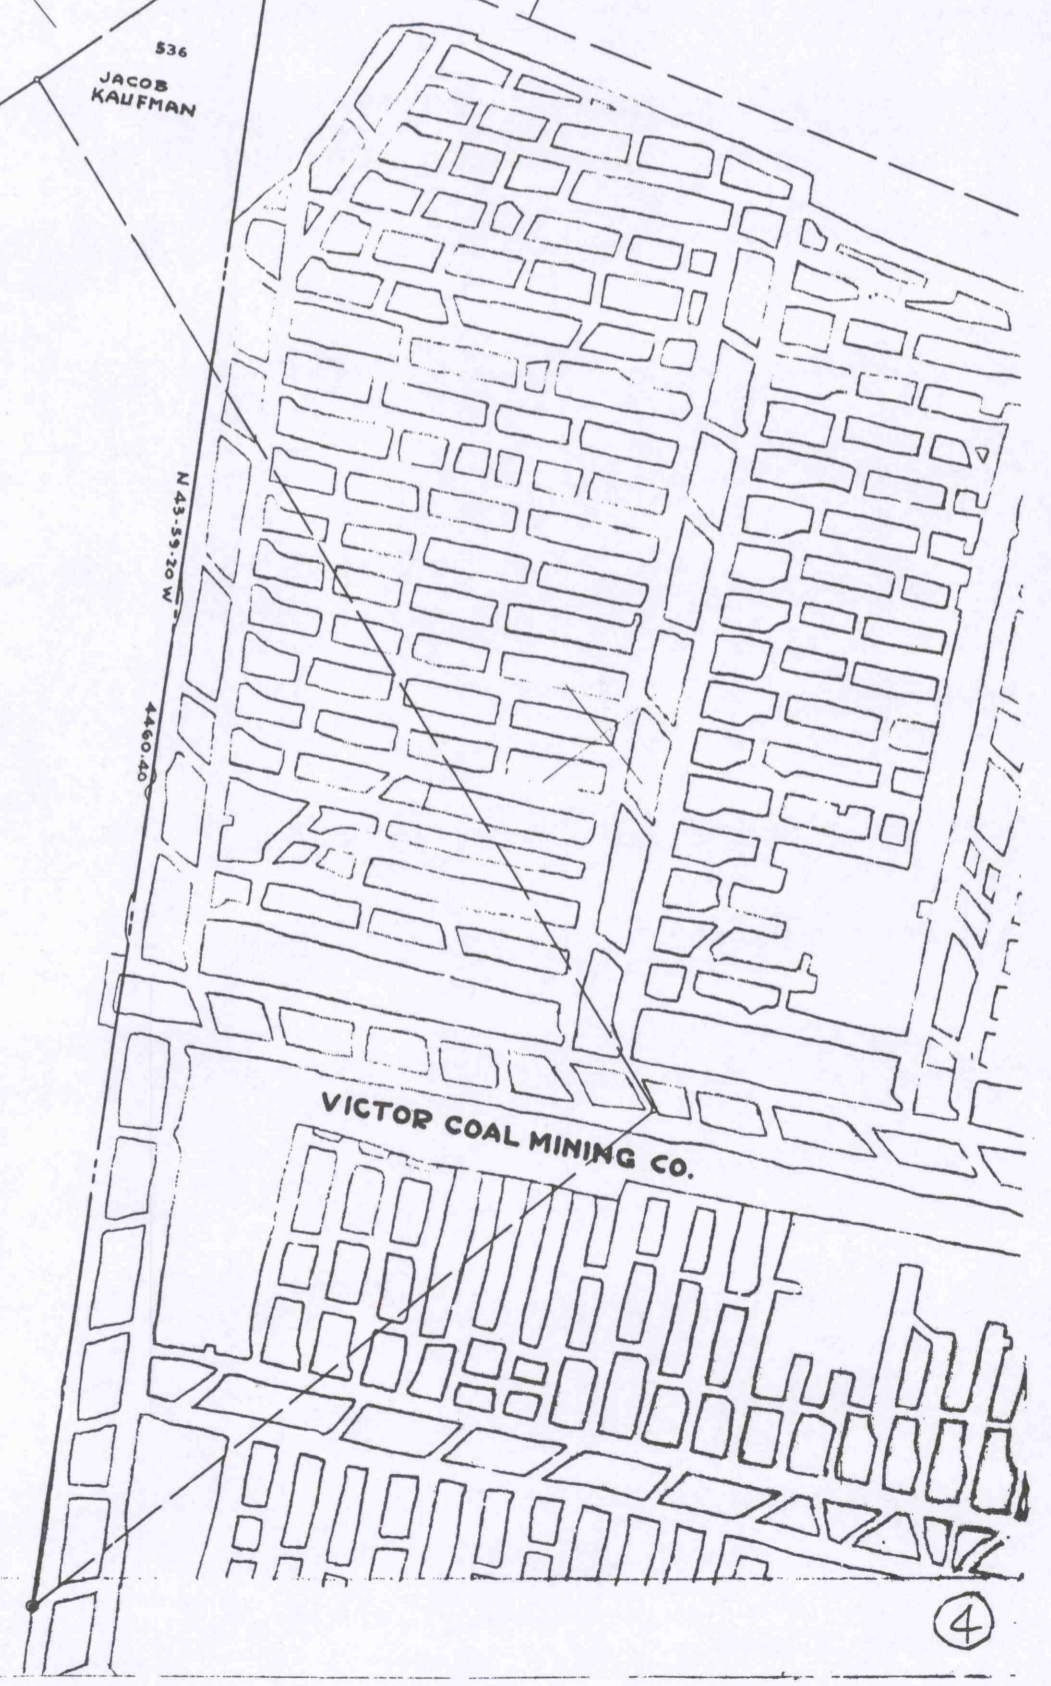 536
JACOB
KAUFMAN
N 43-59-20 W
4460.40
VICTOR COAL MINING CO.
4